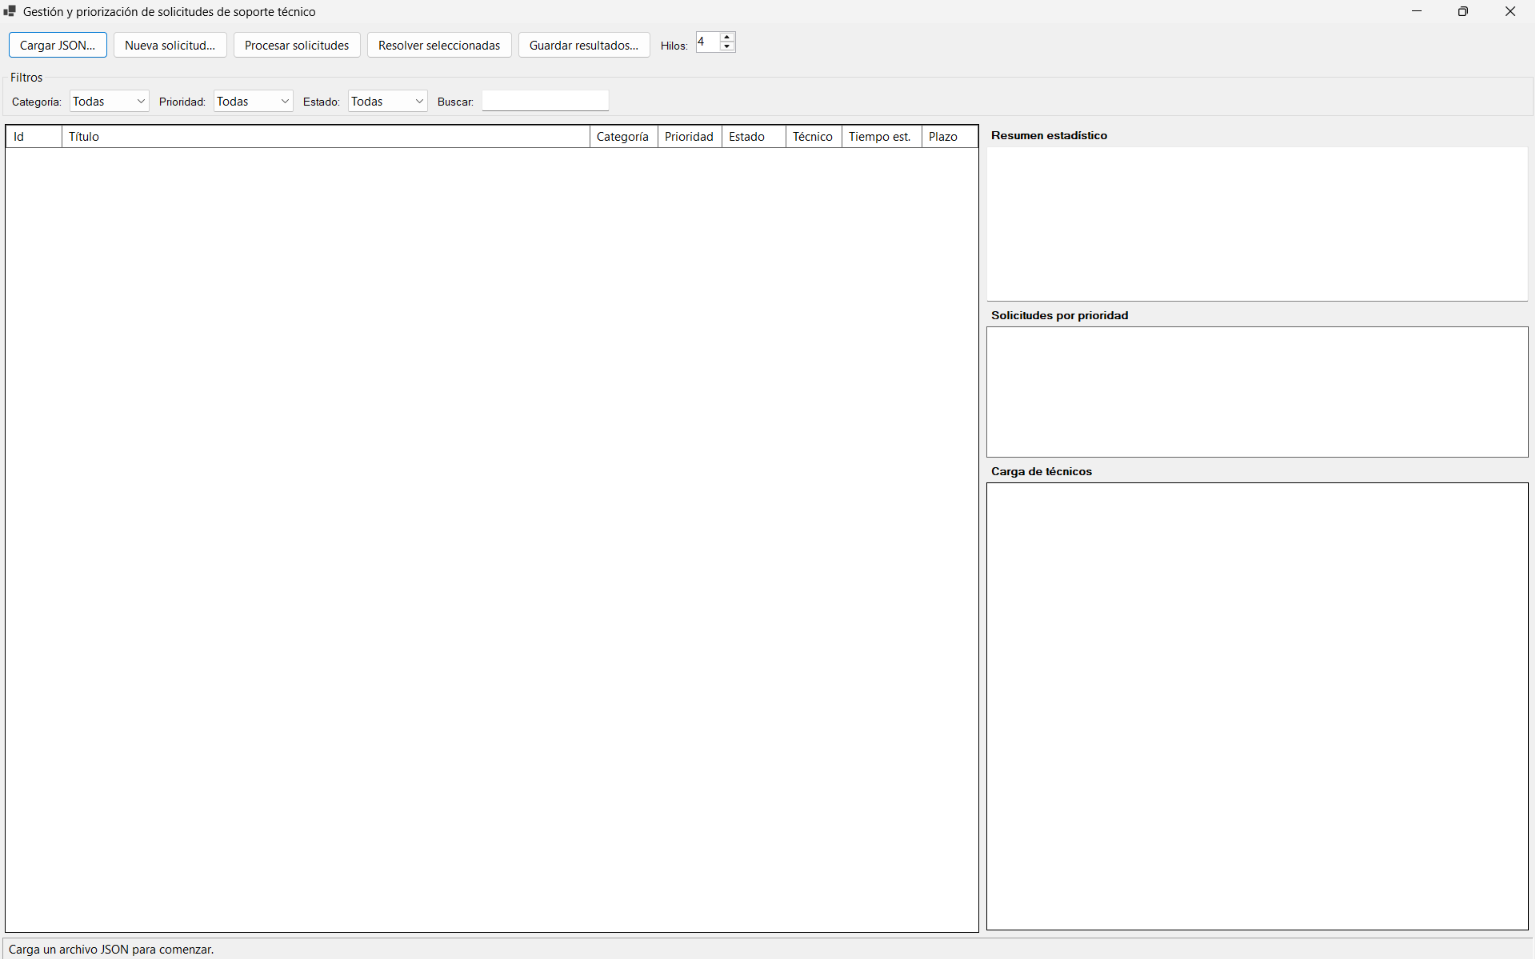 Gestión y priorización de solicitudes de soporte técnico
Cargar JSON... Nueva solicitud... Procesar solicitudes Resolver seleccionadas Guardar resultados... Hilos: 4
Filtros
Categoría: Todas Prioridad: Todas Estado: Todas Buscar:
Id Título Categoría Prioridad Estado Técnico Tiempo est. Plazo
Resumen estadístico
Solicitudes por prioridad
Carga de técnicos
Carga un archivo JSON para comenzar.